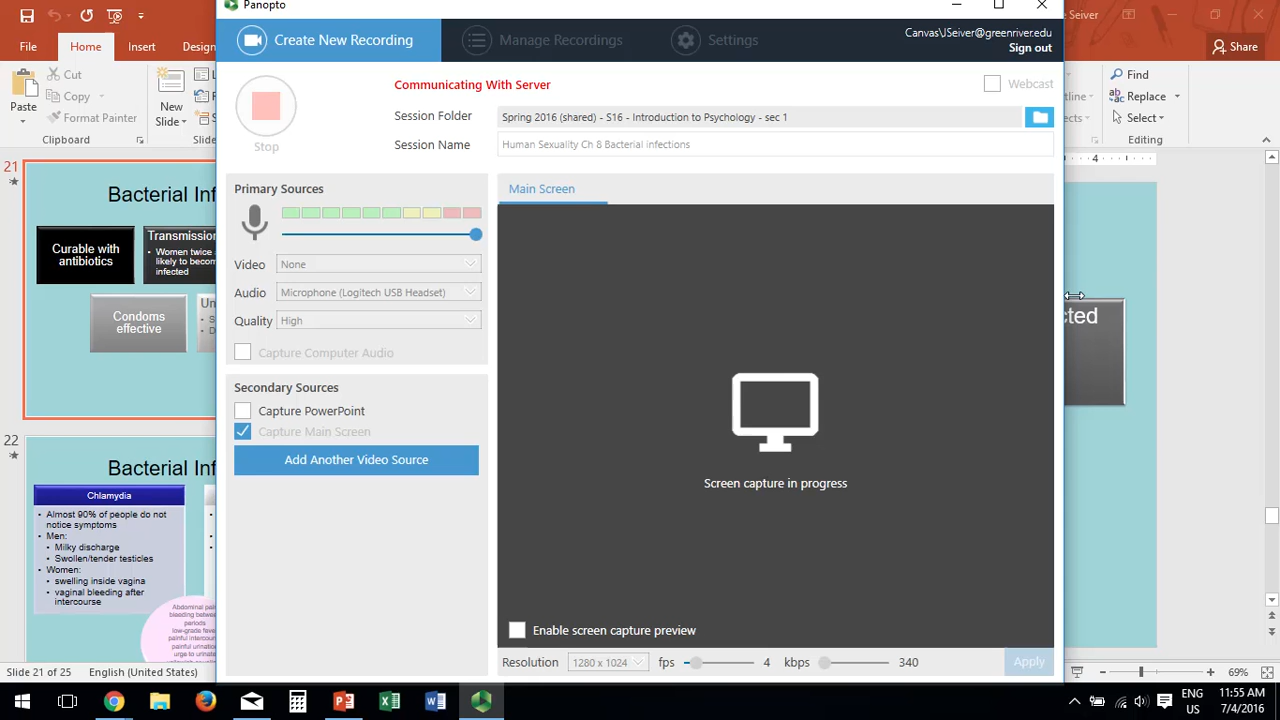 Panopto
Create New Recording
Manage Recordings
Settings
Canvas\JSeiver@greenriver.edu
Sign out
Seiver
File
Home
Insert
Share
Communicating With Server
Webcast
Session Folder
Spring 2016 (shared) - S16 - Introduction to Psychology - sec 1
Session Name
Human Sexuality Ch 8 Bacterial infections
Stop
Paste
Cut
Copy
Format Painter
Clipboard
New
Slide
Find
Replace
Select
Editing
4
Primary Sources
Main Screen
Video
None
Audio
Microphone (Logitech USB Headset)
Quality
High
Capture Computer Audio
Secondary Sources
Capture PowerPoint
Capture Main Screen
Add Another Video Source
Screen capture in progress
Enable screen capture preview
Resolution
1280 x 1024
fps
4
kbps
340
Apply
21
Bacterial
Curable with
antibiotics
Transmission
• Women twice
likely to become
infected
Condoms
effective
22
Bacterial
Chlamydia
• Almost 90% of people do not
notice symptoms
• Men:
• Milky discharge
• Swollen/tender testicles
• Women:
• swelling inside vagina
• vaginal bleeding after
intercourse
bleeding between
periods
painful urination
Slide 21 of 25
English (United States)
69%
ENG
US
11:55 AM
7/4/2016